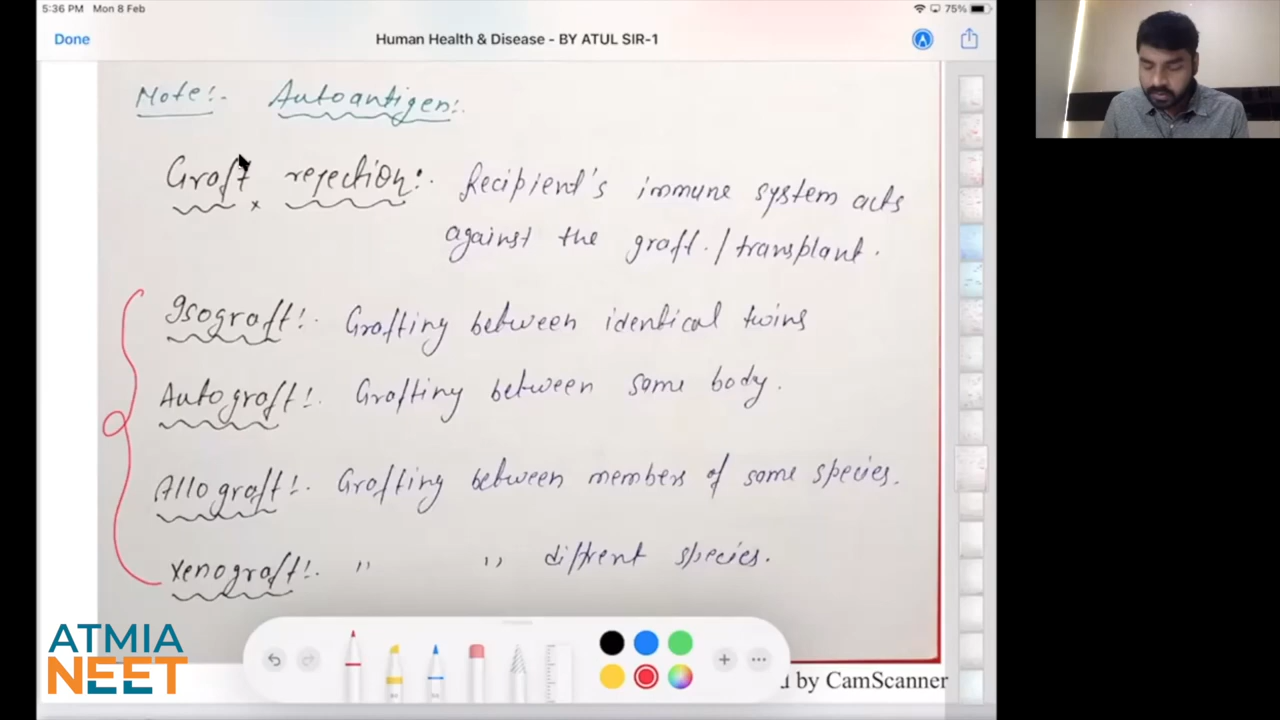 5:36 PM Mon 8 Feb
75%
Done
Human Health & Disease - BY ATUL SIR-1
Note:- Autoantigen:-
Graft rejection:- Recipient's immune system acts
x
against the graft./transplant.
Isograft:- Grafting between identical twins
Autograft:- Grafting between same body.
Allograft:- Grafting between members of same species.
Xenograft:- " " diffrent species.
ATMIA
NEET
d by CamScanner